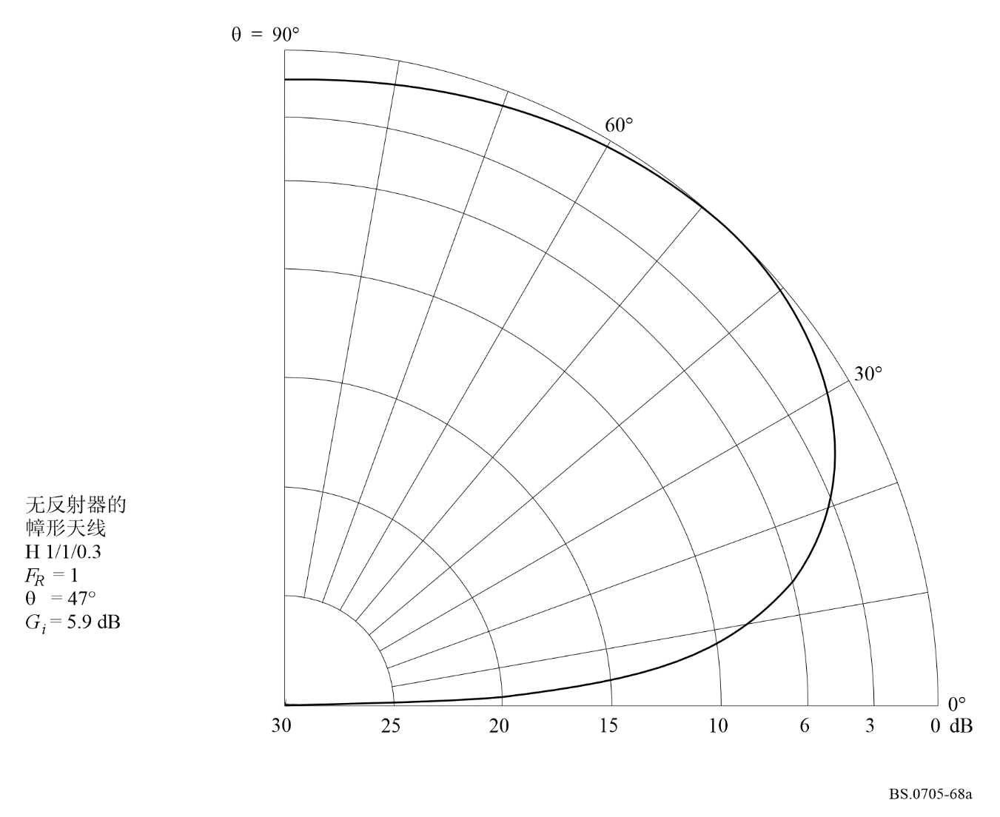 θ = 90°
60°
30°
无反射器的
幛形天线
H 1/1/0.3
F_R = 1
θ = 47°
G_i = 5.9 dB
0°
30 25 20 15 10 6 3 0 dB
BS.0705-68a